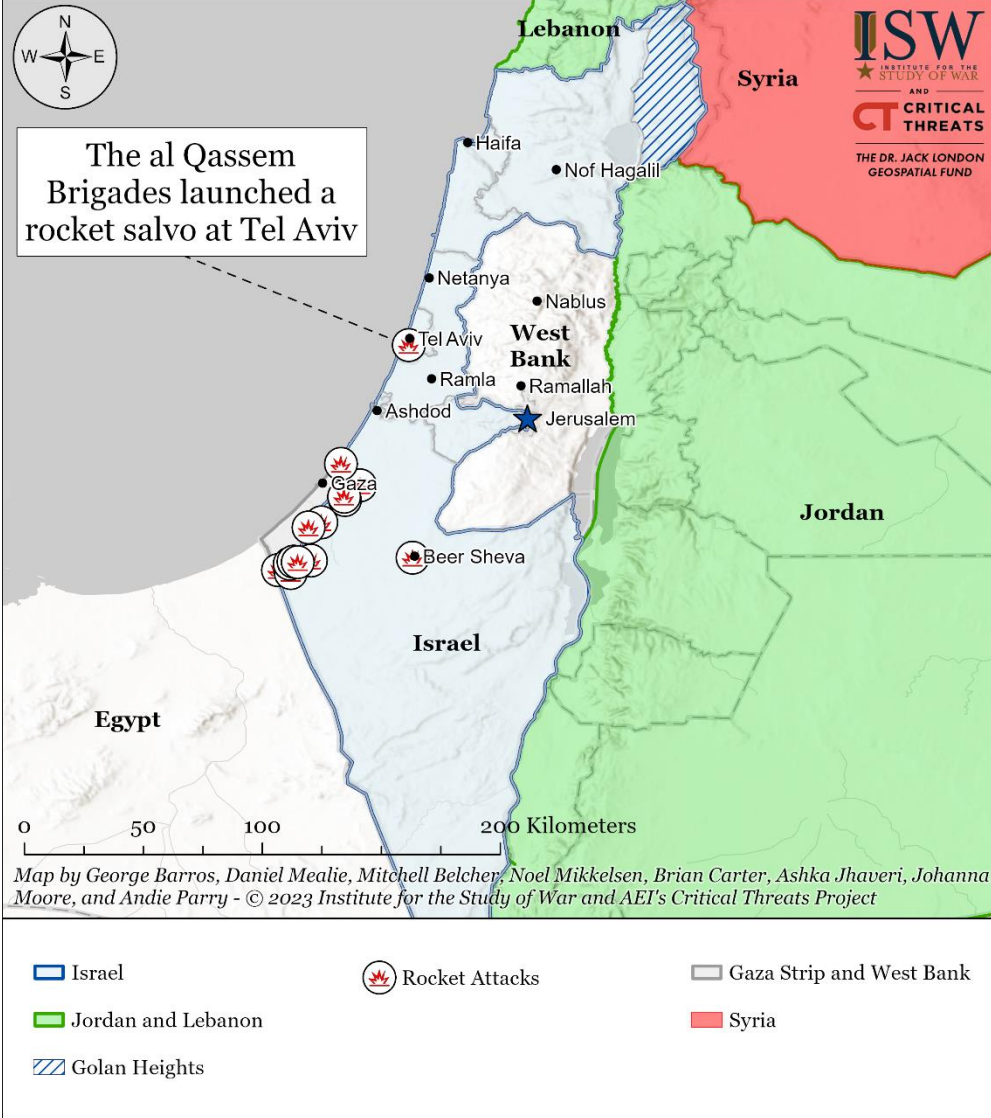 N
W
E
S
Lebanon
Syria
ISW
INSTITUTE FOR THE
STUDY OF WAR
AND
CT CRITICAL
THREATS
THE DR. JACK LONDON
GEOSPATIAL FUND
The al Qassem
Brigades launched a
rocket salvo at Tel Aviv
Haifa
Nof Hagalil
Netanya
Nablus
West
Bank
Tel Aviv
Ramla
Ramallah
Ashdod
Jerusalem
Gaza
Jordan
Beer Sheva
Israel
Egypt
0 50 100 200 Kilometers
Map by George Barros, Daniel Mealie, Mitchell Belcher, Noel Mikkelsen, Brian Carter, Ashka Jhaveri, Johanna
Moore, and Andie Parry - © 2023 Institute for the Study of War and AEI's Critical Threats Project
Israel
Rocket Attacks
Gaza Strip and West Bank
Jordan and Lebanon
Syria
Golan Heights